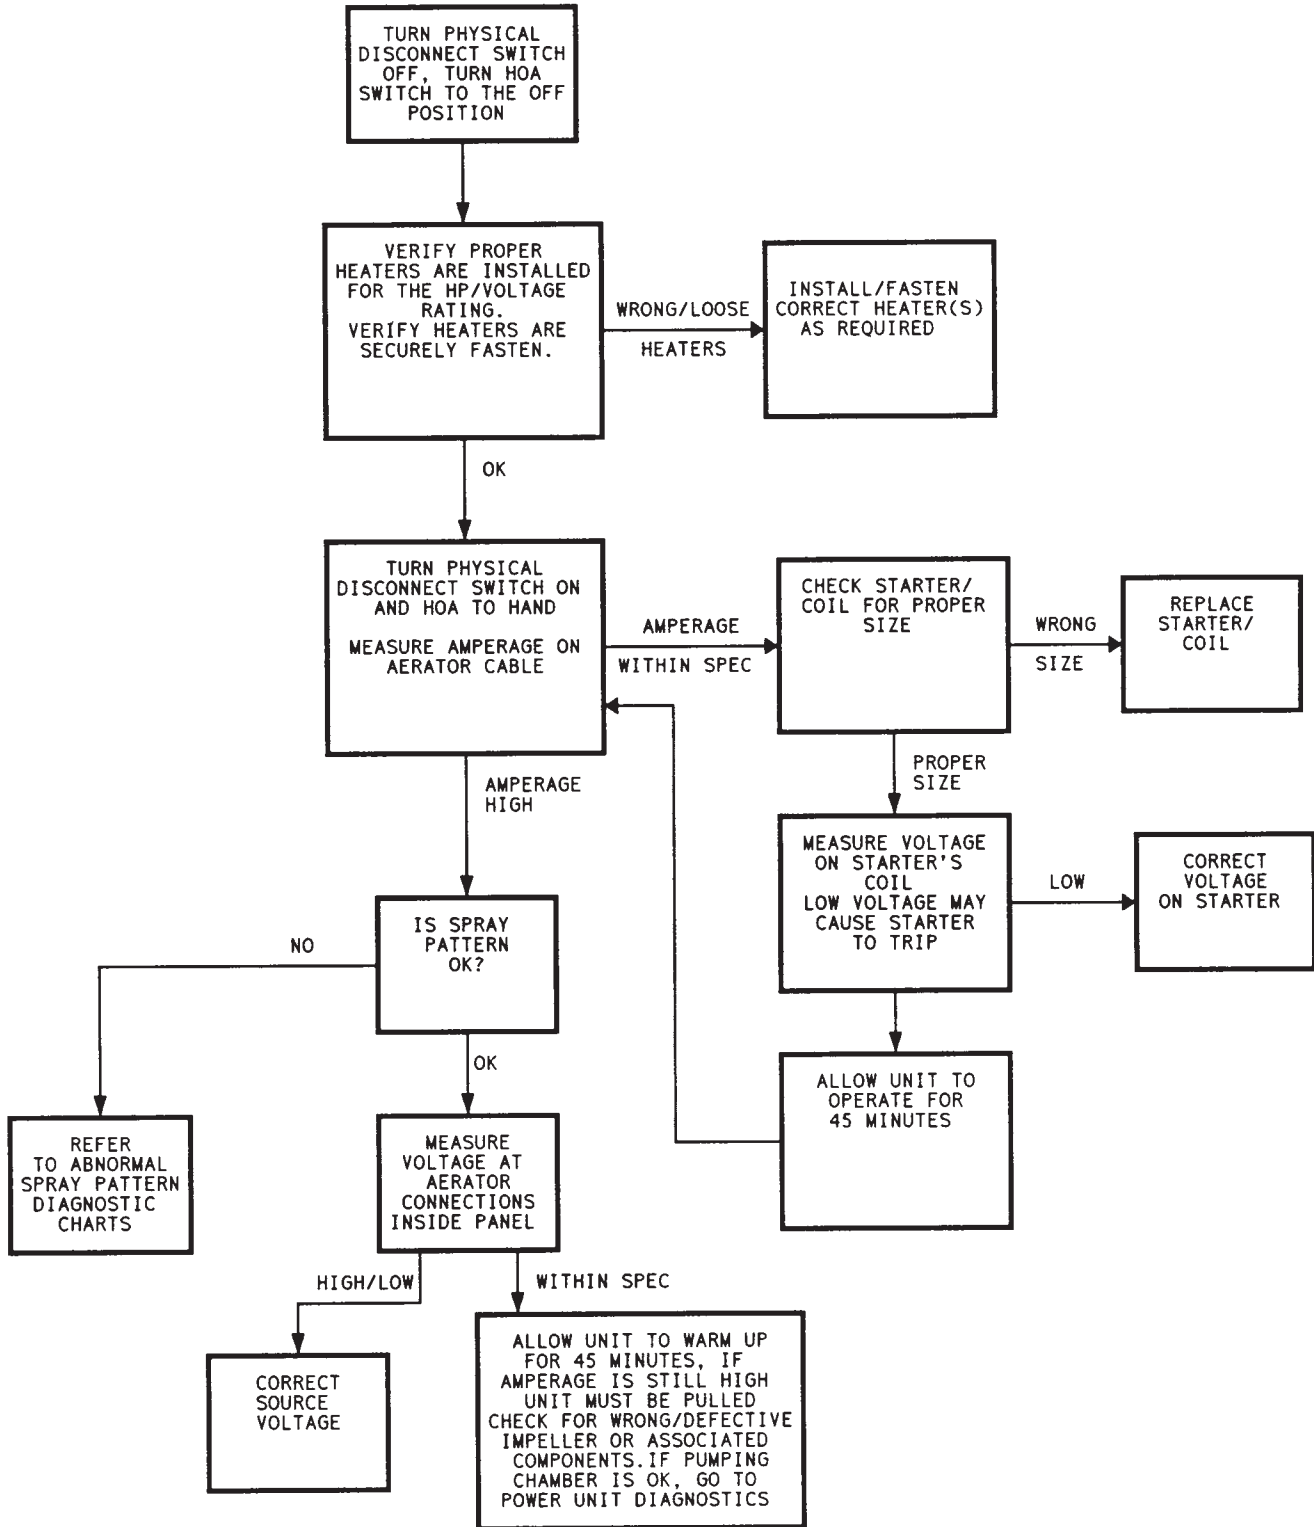 TURN PHYSICAL
DISCONNECT SWITCH
OFF, TURN HOA
SWITCH TO THE OFF
POSITION
VERIFY PROPER
HEATERS ARE INSTALLED
FOR THE HP/VOLTAGE
RATING.
VERIFY HEATERS ARE
SECURELY FASTEN.
WRONG/LOOSE
HEATERS
INSTALL/FASTEN
CORRECT HEATER(S)
AS REQUIRED
OK
TURN PHYSICAL
DISCONNECT SWITCH ON
AND HOA TO HAND
MEASURE AMPERAGE ON
AERATOR CABLE
AMPERAGE
WITHIN SPEC
CHECK STARTER/
COIL FOR PROPER
SIZE
WRONG
SIZE
REPLACE
STARTER/
COIL
PROPER
SIZE
MEASURE VOLTAGE
ON STARTER'S
COIL
LOW VOLTAGE MAY
CAUSE STARTER
TO TRIP
LOW
CORRECT
VOLTAGE
ON STARTER
ALLOW UNIT TO
OPERATE FOR
45 MINUTES
AMPERAGE
HIGH
IS SPRAY
PATTERN
OK?
NO
REFER
TO ABNORMAL
SPRAY PATTERN
DIAGNOSTIC
CHARTS
OK
MEASURE
VOLTAGE AT
AERATOR
CONNECTIONS
INSIDE PANEL
HIGH/LOW
CORRECT
SOURCE
VOLTAGE
WITHIN SPEC
ALLOW UNIT TO WARM UP
FOR 45 MINUTES, IF
AMPERAGE IS STILL HIGH
UNIT MUST BE PULLED
CHECK FOR WRONG/DEFECTIVE
IMPELLER OR ASSOCIATED
COMPONENTS.IF PUMPING
CHAMBER IS OK, GO TO
POWER UNIT DIAGNOSTICS